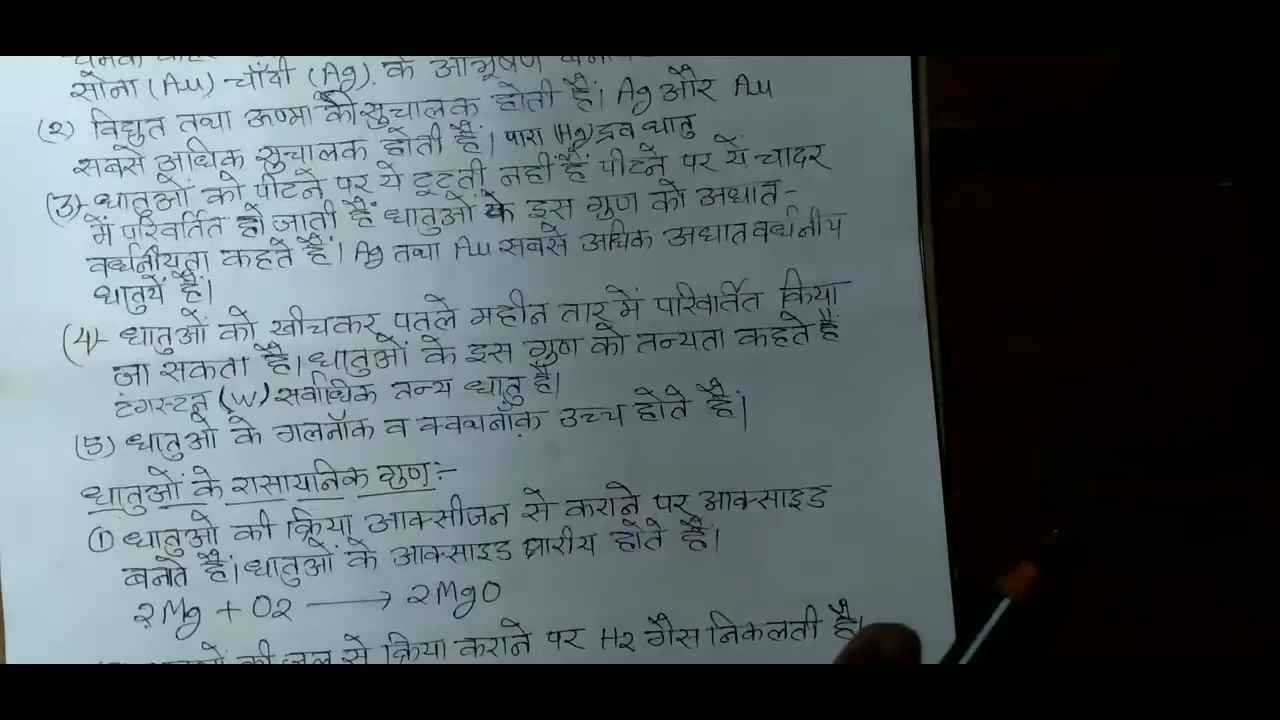 सोना (Au) चाँदी (Ag). के आभूषण
(२) विद्युत तथा ऊष्मा की सुचालक होती हैं। Ag और Au
सबसे अधिक सुचालक होती हैं। पारा (Hg) द्रव धातु
(3)- धातुओं को पीटने पर ये टूटती नहीं हैं पीटने पर ये चादर
में परिवर्तित हो जाती हैं धातुओं के इस गुण को अधात-
वर्धनीयता कहते हैं। Ag तथा Au सबसे अधिक अधातवर्धनीय
धातुयें हैं।
(4)- धातुओं को खीचकर पतले महीन तार में परिवर्तित किया
जा सकता है। धातुओं के इस गुण को तन्यता कहते हैं
टंगस्टन (W) सर्वाधिक तन्य धातु है।
(5) धातुओ के गलनाँक व क्वथनाँक उच्च होते हैं।
धातुओं के रासायनिक गुण:-
① धातुओ की क्रिया आक्सीजन से कराने पर आक्साइड
बनाते हैं। धातुओं के आक्साइड क्षारीय होते हैं।
2Mg + O2 ⟶ 2MgO
की जल से क्रिया कराने पर H2 गैस निकलती है।